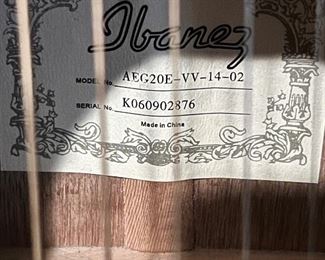 Ibanez
MODEL NO. AEG20E-VV-14-02
SERIAL NO. K060902876
Made in China